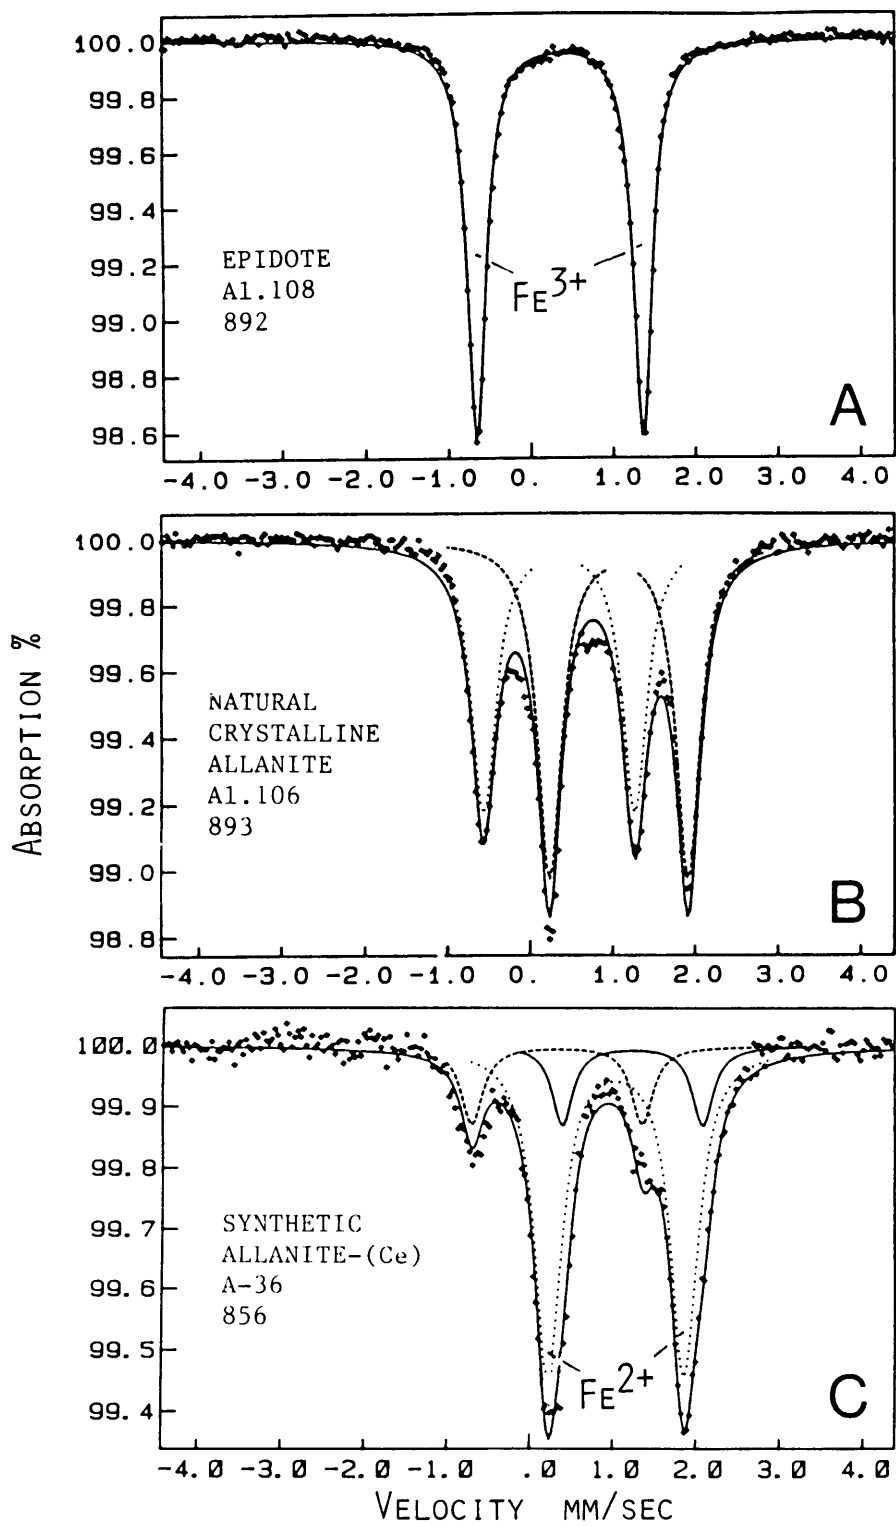 100.0
99.8
99.6
99.4
99.2
99.0
98.8
98.6
EPIDOTE
A1.108
892
FE3+
A
-4.0 -3.0 -2.0 -1.0 0. 1.0 2.0 3.0 4.0
100.0
99.8
99.6
99.4
99.2
99.0
98.8
NATURAL
CRYSTALLINE
ALLANITE
A1.106
893
B
-4.0 -3.0 -2.0 -1.0 0. 1.0 2.0 3.0 4.0
ABSORPTION %
100.0
99.9
99.8
99.7
99.6
99.5
99.4
SYNTHETIC
ALLANITE-(Ce)
A-36
856
FE2+
C
-4.0 -3.0 -2.0 -1.0 .0 1.0 2.0 3.0 4.0
VELOCITY MM/SEC